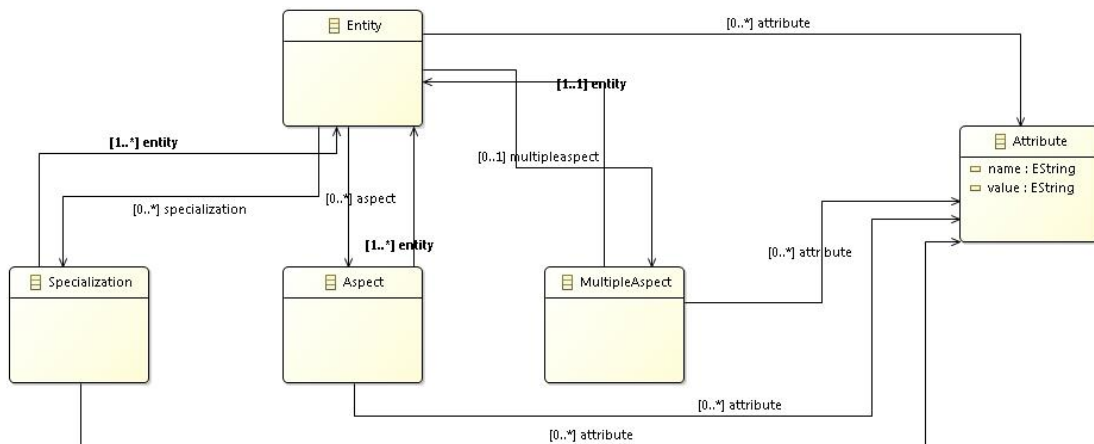 Entity
[0..*] attribute
[1..1] entity
Attribute
name : EString
value : EString
[1..*] entity
[0..1] multipleaspect
[0..*] specialization
[0..*] aspect
[1..*] entity
[0..*] attribute
Specialization
Aspect
MultipleAspect
[0..*] attribute
[0..*] attribute